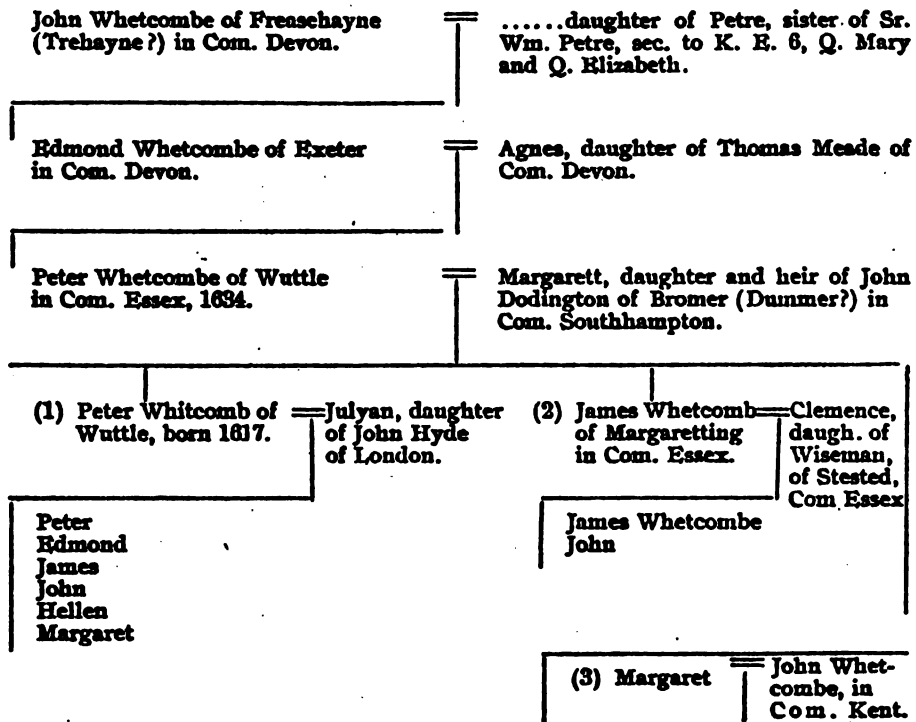 John Whetcombe of Frensehayne
(Trehayne?) in Com. Devon.
......daughter of Petre, sister of Sr.
Wm. Petre, sec. to K. E. 6, Q. Mary
and Q. Elizabeth.
Edmond Whetcombe of Exeter
in Com. Devon.
Agnes, daughter of Thomas Meade of
Com. Devon.
Peter Whetcombe of Wuttle
in Com. Essex, 1634.
Margarett, daughter and heir of John
Dodington of Bromer (Dummer?) in
Com. Southhampton.
(1) Peter Whitcomb of
Wuttle, born 1617.
Julyan, daughter
of John Hyde
of London.
(2) James Whetcomb
of Margaretting
in Com. Essex.
Clemence,
daugh. of
Wiseman,
of Stested,
Com Essex
Peter
Edmond
James
John
Hellen
Margaret
James Whetcombe
John
(3) Margaret
John Whet-
combe, in
Com. Kent.